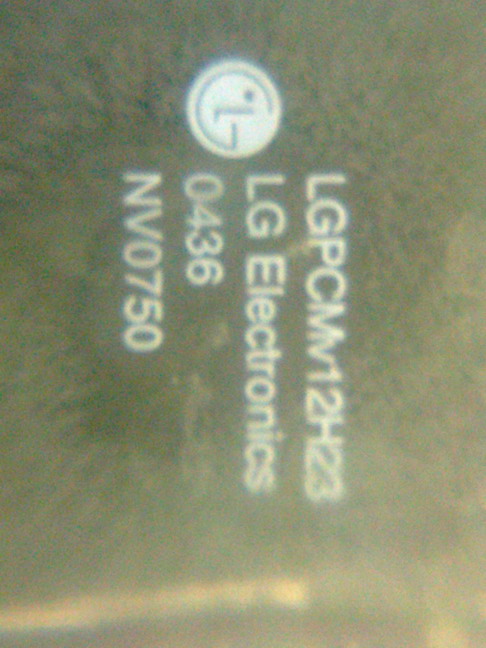 LGPCMv12H23
LG Electronics
0436
NV0750